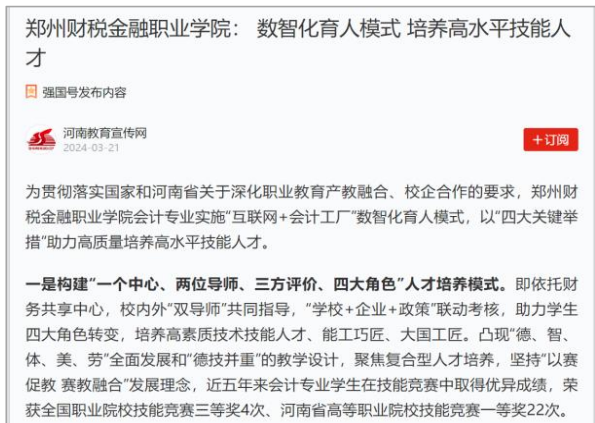 郑州财税金融职业学院： 数智化育人模式 培养高水平技能人
才
强国号发布内容
河南教育宣传网
2024-03-21
+订阅
为贯彻落实国家和河南省关于深化职业教育产教融合、校企合作的要求，郑州财
税金融职业学院会计专业实施“互联网+会计工厂”数智化育人模式，以“四大关键举
措”助力高质量培养高水平技能人才。
一是构建“一个中心、两位导师、三方评价、四大角色”人才培养模式。即依托财
务共享中心，校内外“双导师”共同指导，“学校+企业+政策”联动考核，助力学生
四大角色转变，培养高素质技术技能人才、能工巧匠、大国工匠。凸现“德、智、
体、美、劳”全面发展和“德技并重”的教学设计，聚焦复合型人才培养，坚持“以赛
促教 赛教融合”发展理念，近五年来会计专业学生在技能竞赛中取得优异成绩，荣
获全国职业院校技能竞赛三等奖4次、河南省高等职业院校技能竞赛一等奖22次。